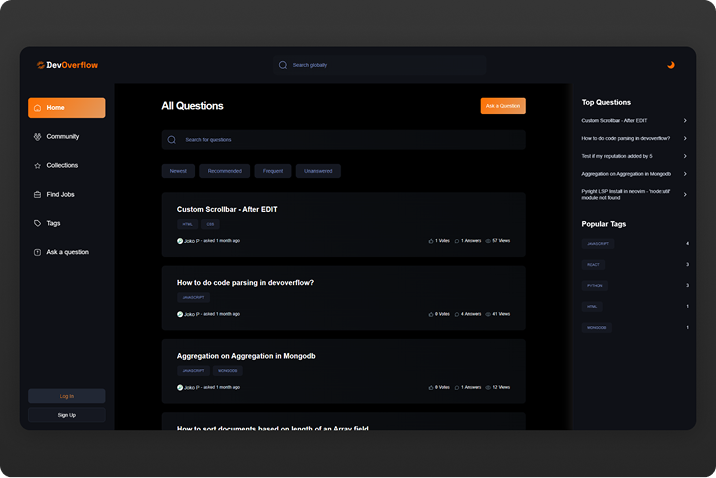 DevOverflow
Search globally
Home
Community
Collections
Find Jobs
Tags
Ask a question
Log In
Sign Up
All Questions
Ask a Question
Search for questions
Newest
Recommended
Frequent
Unanswered
Custom Scrollbar - After EDIT
HTML
CSS
Joko P - asked 1 month ago
1 Votes
1 Answers
57 Views
How to do code parsing in devoverflow?
JAVASCRIPT
Joko P - asked 1 month ago
8 Votes
4 Answers
41 Views
Aggregation on Aggregation in Mongodb
JAVASCRIPT
MONGODB
Joko P - asked 1 month ago
8 Votes
1 Answers
12 Views
How to sort documents based on length of an Array field
Top Questions
Custom Scrollbar - After EDIT
How to do code parsing in devoverflow?
Test if my reputation added by 5
Aggregation on Aggregation in Mongodb
Pyright LSP Install in neovim - 'node:util'
module not found
Popular Tags
JAVASCRIPT
4
REACT
3
PYTHON
3
HTML
1
MONGODB
1